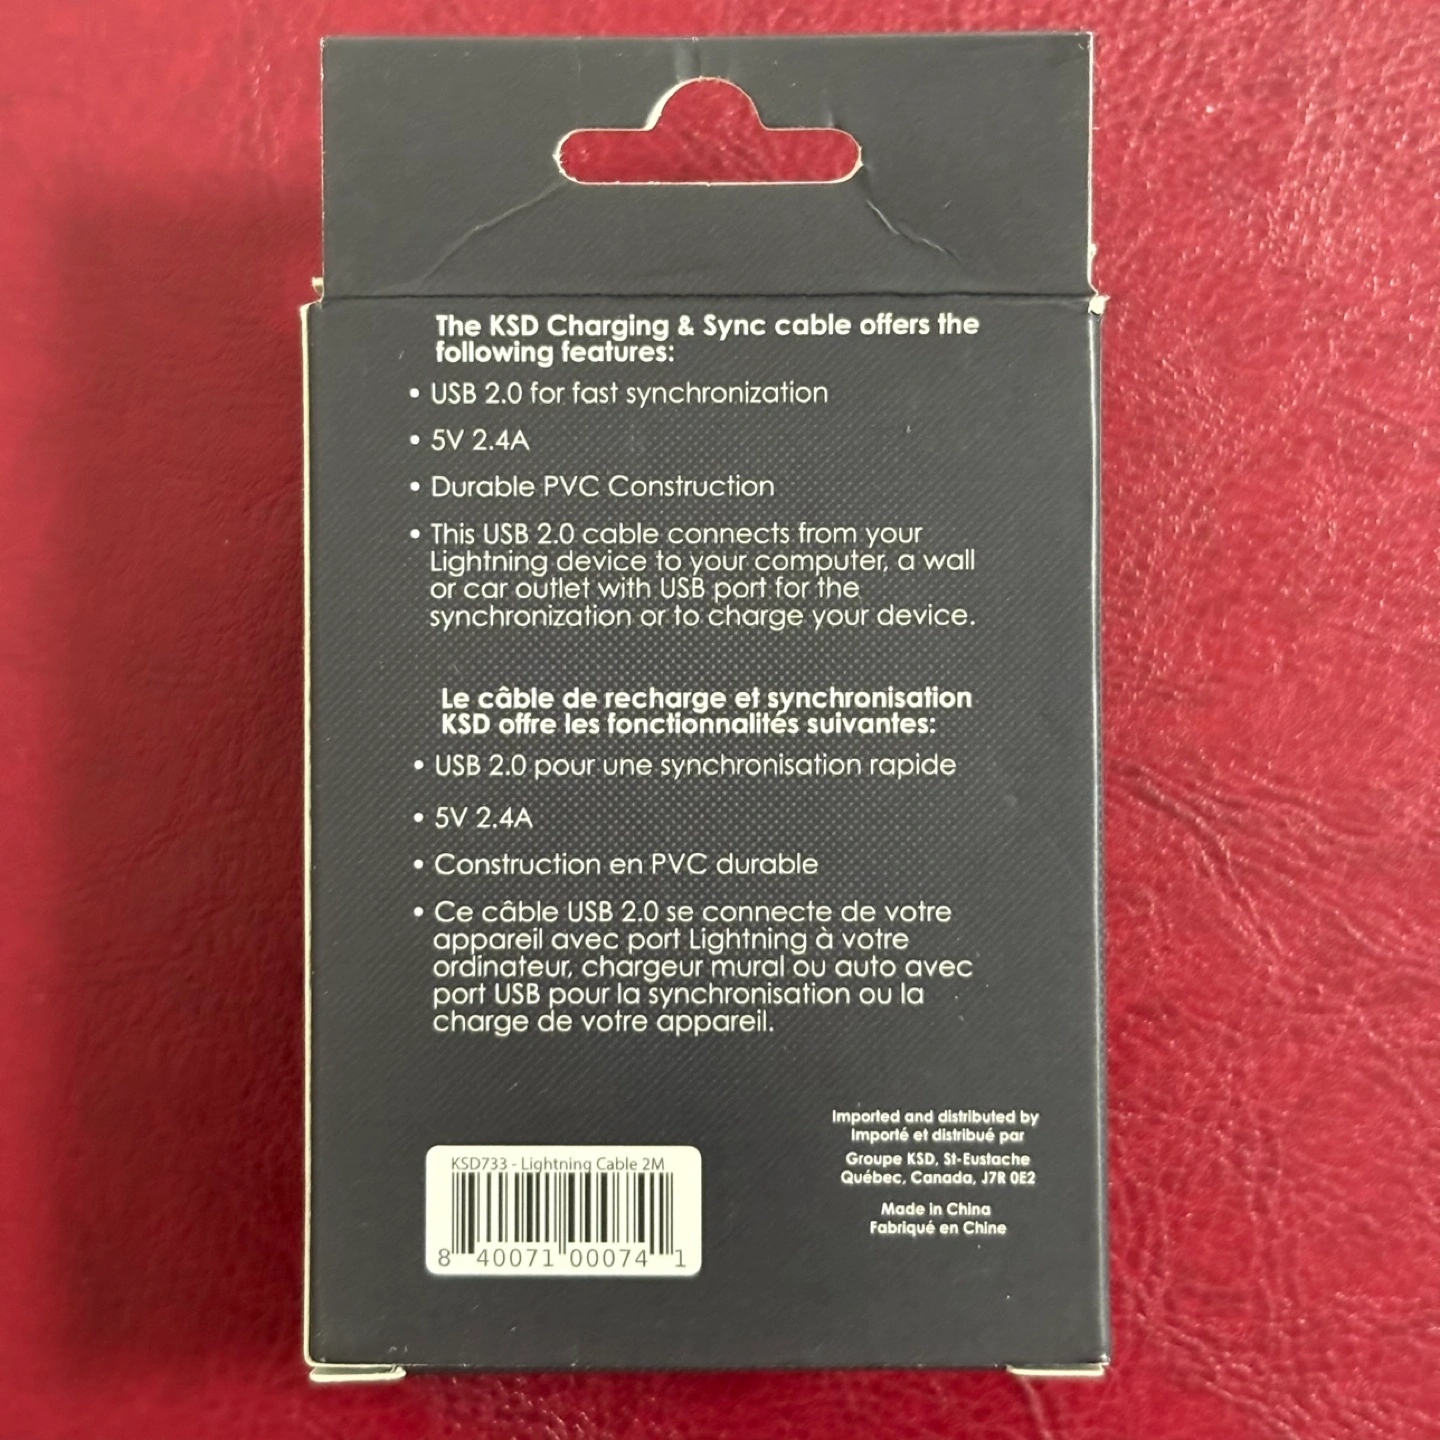 The KSD Charging & Sync cable offers the
following features:
• USB 2.0 for fast synchronization
• 5V 2.4A
• Durable PVC Construction
• This USB 2.0 cable connects from your
Lightning device to your computer, a wall
or car outlet with USB port for the
synchronization or to charge your device.
Le câble de recharge et synchronisation
KSD offre les fonctionnalités suivantes:
• USB 2.0 pour une synchronisation rapide
• 5V 2.4A
• Construction en PVC durable
• Ce câble USB 2.0 se connecte de votre
appareil avec port Lightning à votre
ordinateur, chargeur mural ou auto avec
port USB pour la synchronisation ou la
charge de votre appareil.
Imported and distributed by
Importé et distribué par
Groupe KSD, St-Eustache
Québec, Canada, J7R 0E2
Made in China
Fabriqué en Chine
KSD733 - Lightning Cable 2M
8 40071 00074 1